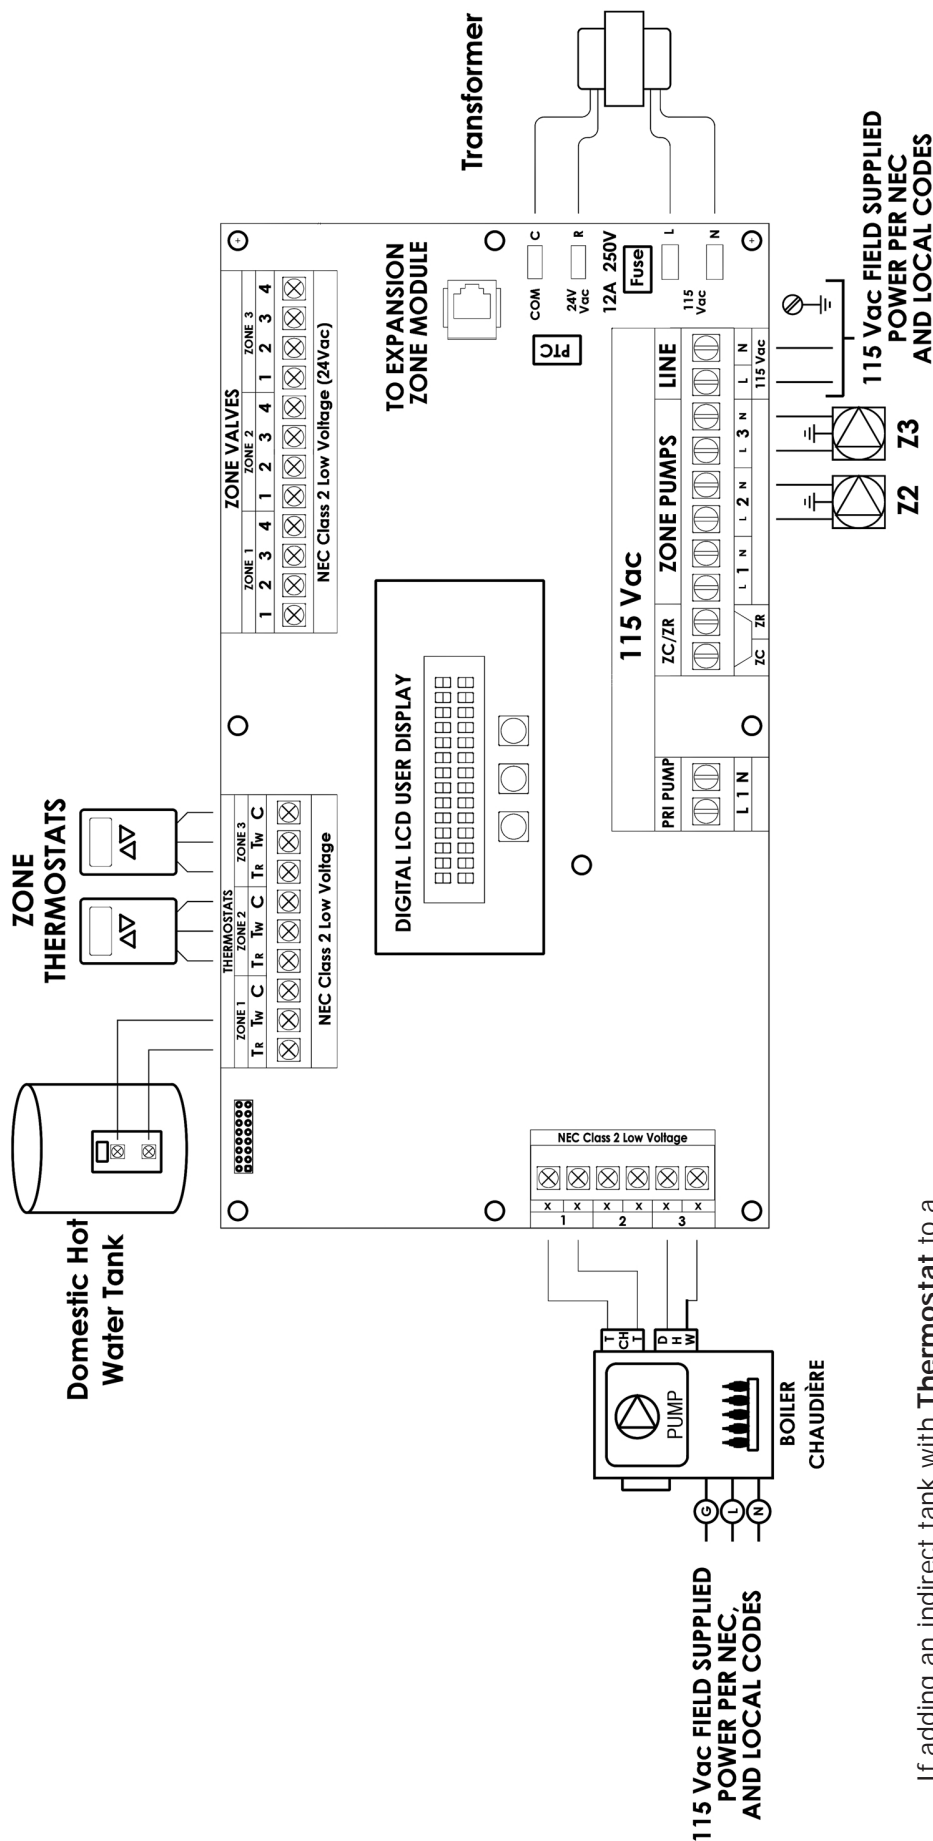 Transformer
ZONE
THERMOSTATS
Domestic Hot
Water Tank
ZONE VALVES
ZONE 1
ZONE 2
ZONE 3
1 2 3 4 1 2 3 4 1 2 3 4
NEC Class 2 Low Voltage (24Vac)
THERMOSTATS
ZONE 1
ZONE 2
ZONE 3
TR TW C TR TW C TR TW C
NEC Class 2 Low Voltage
TO EXPANSION
ZONE MODULE
DIGITAL LCD USER DISPLAY
COM
C
24V
Vac
R
PTC
12A 250V
Fuse
115
Vac
L
N
115 Vac
PRI PUMP
ZC/ZR
ZONE PUMPS
LINE
L 1 N
ZC
ZR
L 1 N
L 2 N
L 3 N
L N
115 Vac
Z2
Z3
115 Vac FIELD SUPPLIED
POWER PER NEC
AND LOCAL CODES
NEC Class 2 Low Voltage
X X X X X X
1 2 3
T
CH
T
D
H
W
PUMP
BOILER
CHAUDIÈRE
G
L
N
115 Vac FIELD SUPPLIED
POWER PER NEC,
AND LOCAL CODES
If adding an indirect tank with Thermostat to a